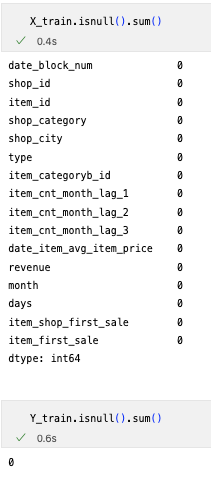 X_train.isnull().sum()
0.4s
date_block_num 0
shop_id 0
item_id 0
shop_category 0
shop_city 0
type 0
item_categoryb_id 0
item_cnt_month_lag_1 0
item_cnt_month_lag_2 0
item_cnt_month_lag_3 0
date_item_avg_item_price 0
revenue 0
month 0
days 0
item_shop_first_sale 0
item_first_sale 0
dtype: int64
Y_train.isnull().sum()
0.6s
0